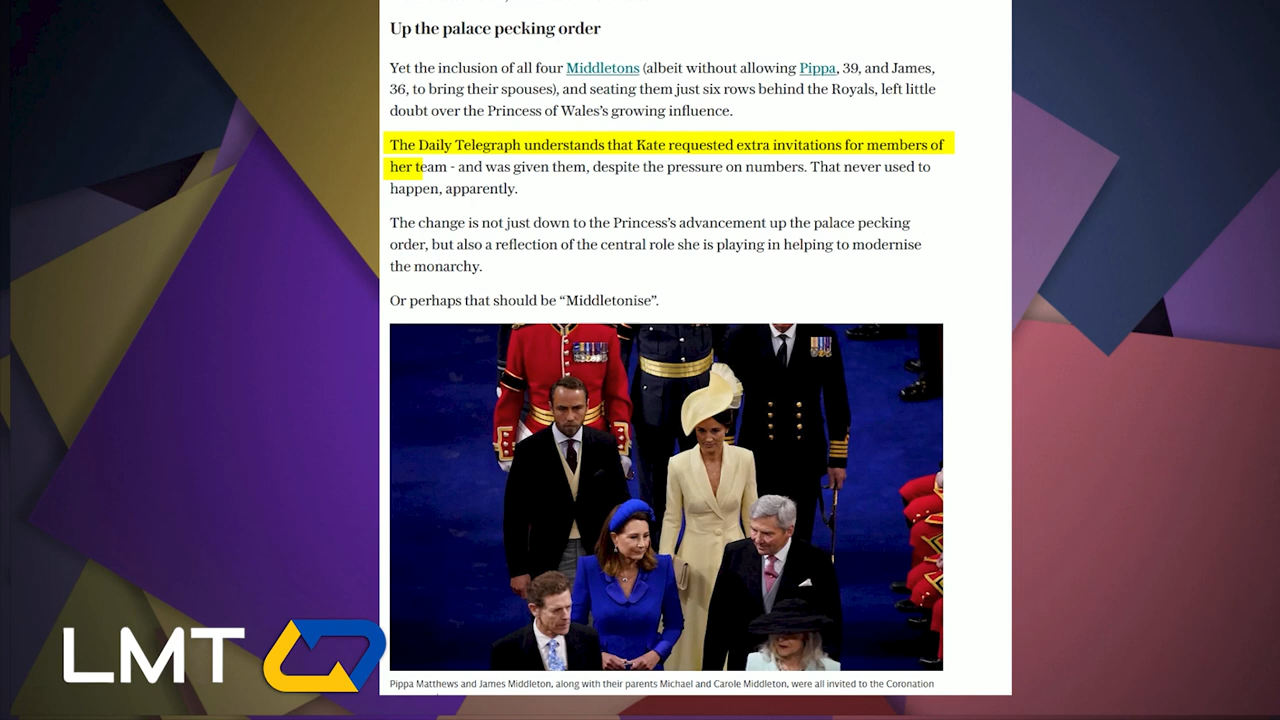 Up the palace pecking order
Yet the inclusion of all four Middletons (albeit without allowing Pippa, 39, and James,
36, to bring their spouses), and seating them just six rows behind the Royals, left little
doubt over the Princess of Wales’s growing influence.
The Daily Telegraph understands that Kate requested extra invitations for members of
her team - and was given them, despite the pressure on numbers. That never used to
happen, apparently.
The change is not just down to the Princess’s advancement up the palace pecking
order, but also a reflection of the central role she is playing in helping to modernise
the monarchy.
Or perhaps that should be “Middletonise”.
Pippa Matthews and James Middleton, along with their parents Michael and Carole Middleton, were all invited to the Coronation
LMT